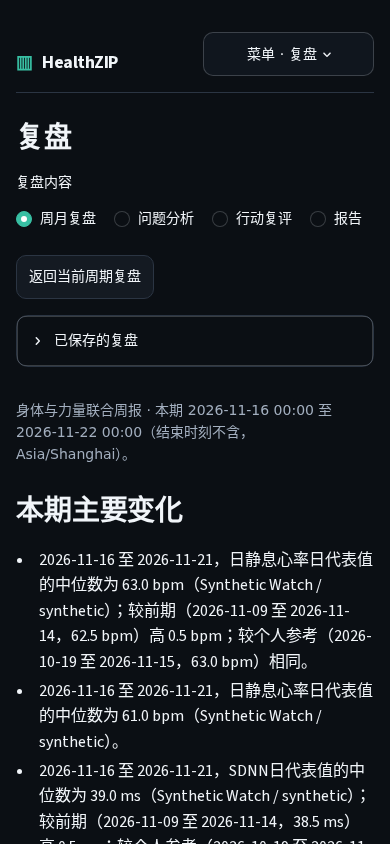 HealthZIP
菜单 · 复盘
复盘
复盘内容
周月复盘 问题分析 行动复评 报告
返回当前周期复盘
已保存的复盘
身体与力量联合周报 · 本期 2026-11-16 00:00 至
2026-11-22 00:00（结束时刻不含，
Asia/Shanghai）。
本期主要变化
2026-11-16 至 2026-11-21，日静息心率日代表值
的中位数为 63.0 bpm（Synthetic Watch /
synthetic）；较前期（2026-11-09 至 2026-11-
14，62.5 bpm）高 0.5 bpm；较个人参考（2026-
10-19 至 2026-11-15，63.0 bpm）相同。
2026-11-16 至 2026-11-21，日静息心率日代表值
的中位数为 61.0 bpm（Synthetic Watch /
synthetic）。
2026-11-16 至 2026-11-21，SDNN日代表值的中
位数为 39.0 ms（Synthetic Watch / synthetic）；
较前期（2026-11-09 至 2026-11-14，38.5 ms）